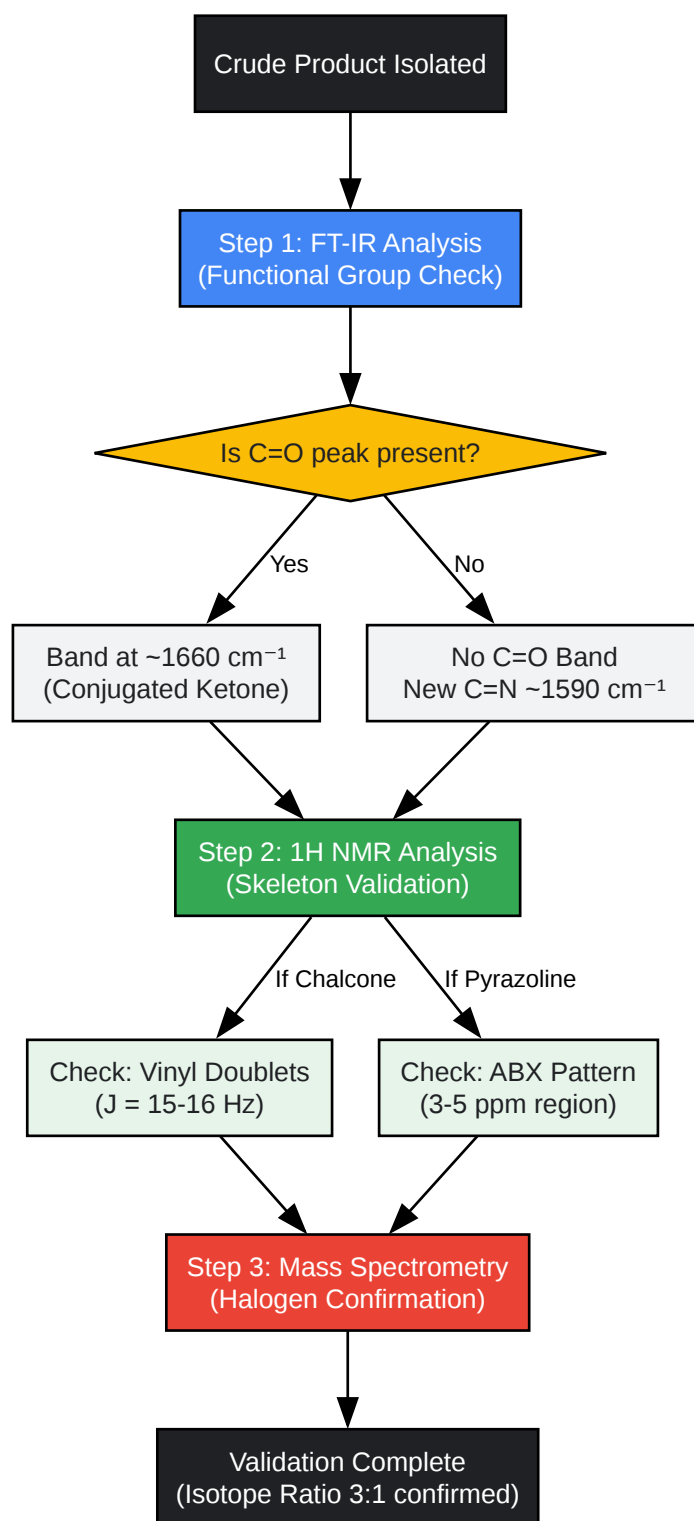 Crude Product Isolated
Step 1: FT-IR Analysis
(Functional Group Check)
Is C=O peak present?
Yes
No
Band at ~1660 cm⁻¹
(Conjugated Ketone)
No C=O Band
New C=N ~1590 cm⁻¹
Step 2: 1H NMR Analysis
(Skeleton Validation)
If Chalcone
If Pyrazoline
Check: Vinyl Doublets
(J = 15-16 Hz)
Check: ABX Pattern
(3-5 ppm region)
Step 3: Mass Spectrometry
(Halogen Confirmation)
Validation Complete
(Isotope Ratio 3:1 confirmed)